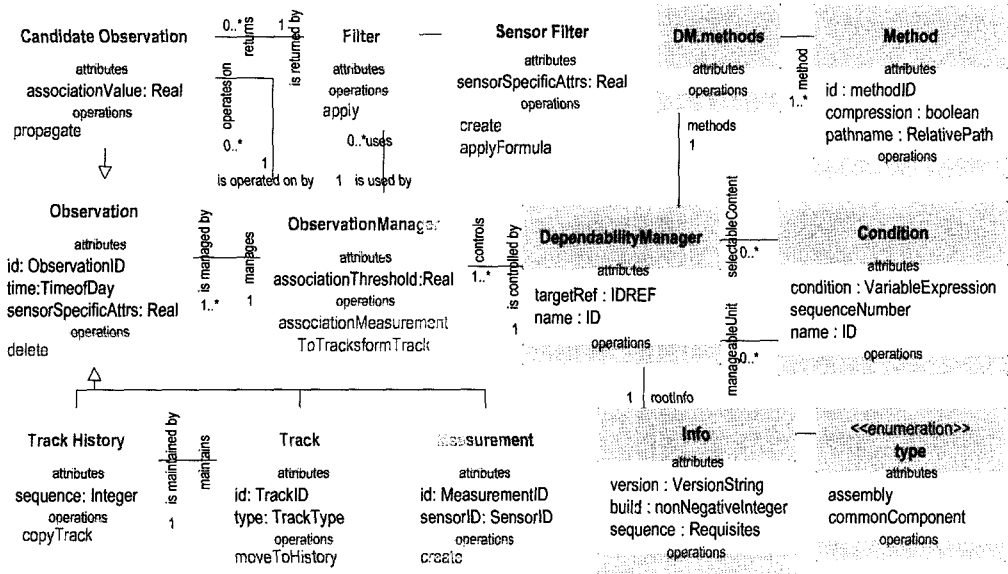 Candidate Observation
attributes
associationValue: Real
operations
propagate
0..*
returns
1
is returned by
Filter
attributes
operations
apply
Sensor Filter
attributes
sensorSpecificAttrs: Real
operations
create
applyFormula
DM.methods
attributes
operations
1..*
method
Method
attributes
id : methodID
compression : boolean
pathname : RelativePath
operations
operates on
0..*
1
is operated on by
0..*uses
1 is used by
methods
1
Observation
attributes
id: ObservationID
time:TimeofDay
sensorSpecificAttrs: Real
operations
delete
is managed by
1..*
manages
1
ObservationManager
attributes
associationThreshold:Real
operations
associationMeasurement
ToTracksformTrack
controls
1..*
is controlled by
1
DependabilityManager
attributes
targetRef : IDREF
name : ID
operations
selectableContent
0..*
manageableUnit
0..*
Condition
attributes
condition : VariableExpression
sequenceNumber
name : ID
operations
1 rootInfo
Track History
attributes
sequence: Integer
operations
copyTrack
is maintained by
1
maintains
Track
attributes
id: TrackID
type: TrackType
operations
moveToHistory
Measurement
attributes
id: MeasurementID
sensorID: SensorID
operations
create
Info
attributes
version : VersionString
build : nonNegativeInteger
sequence : Requisites
operations
<<enumeration>>
type
attributes
assembly
commonComponent
operations